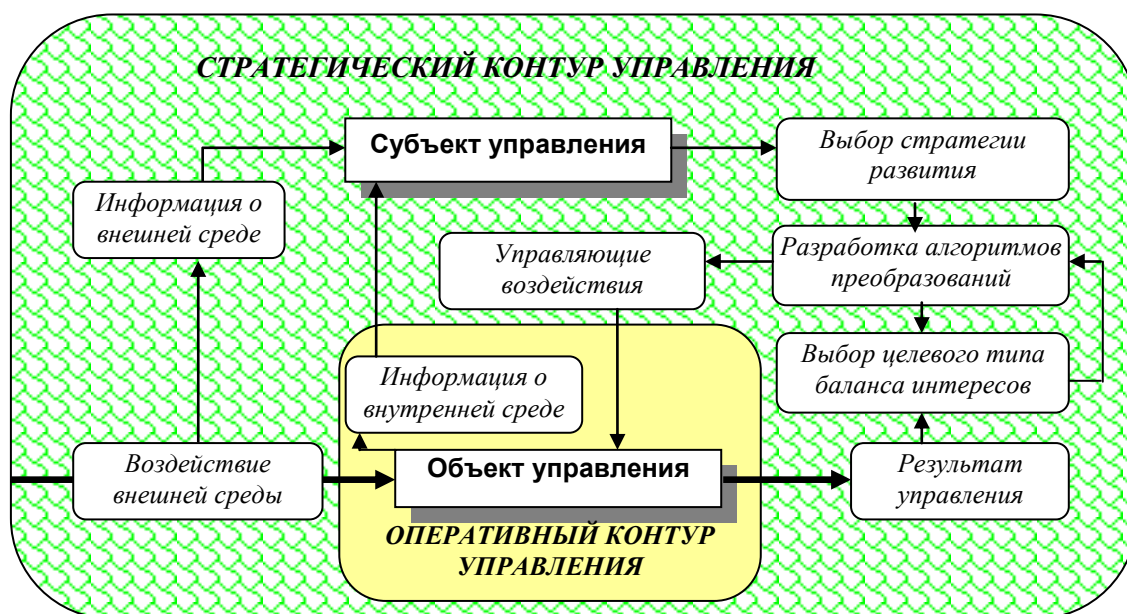 СТРАТЕГИЧЕСКИЙ КОНТУР УПРАВЛЕНИЯ
Субъект управления
Выбор стратегии
развития
Информация о
внешней среде
Управляющие
воздействия
Разработка алгоритмов
преобразований
Информация о
внутренней среде
Выбор целевого типа
баланса интересов
Воздействие
внешней среды
Объект управления
Результат
управления
ОПЕРАТИВНЫЙ КОНТУР
УПРАВЛЕНИЯ